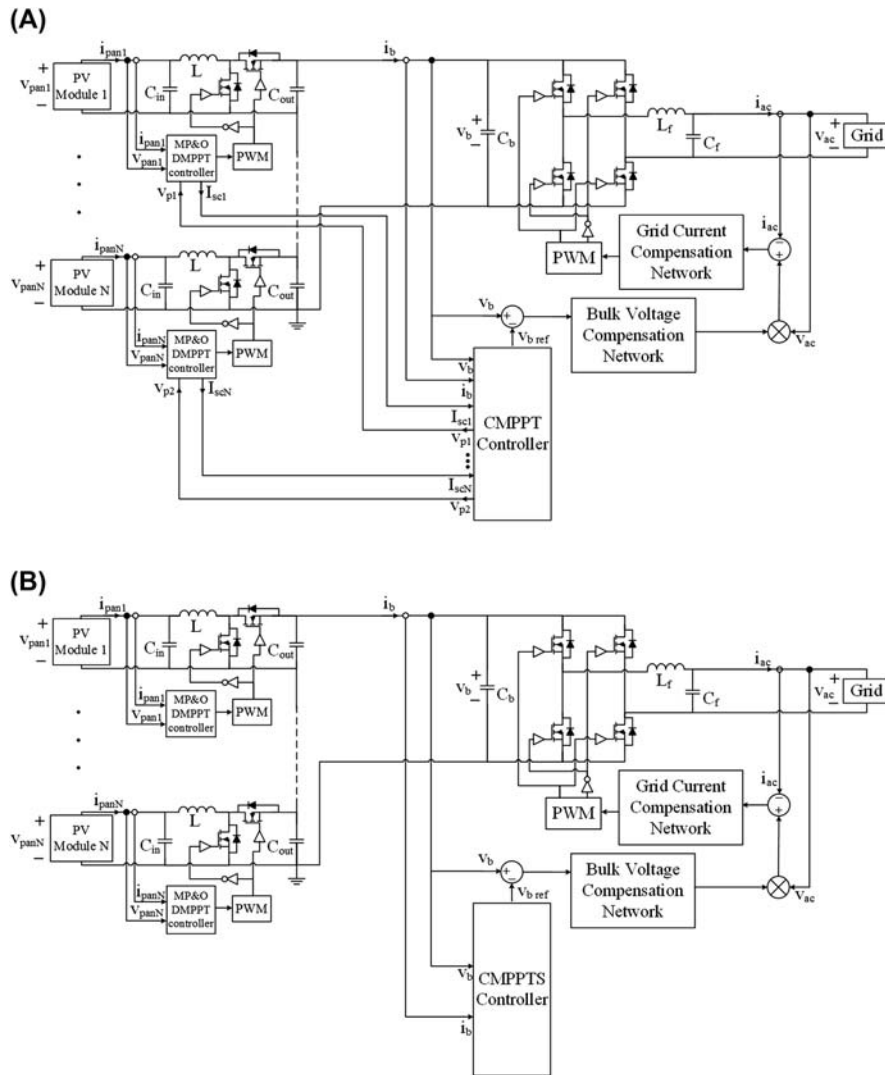 (A)
i_pan1
i_b
PV
Module 1
+
v_pan1
−
C_in
L
C_out
i_pan1
v_pan1
MP&O
DMPPT
controller
PWM
v_p1
I_sc1
v_b
+
−
C_b
L_f
C_f
i_ac
v_ac
+
−
Grid
i_ac
PWM
Grid Current
Compensation
Network
−
+
i_panN
PV
Module N
+
v_panN
−
C_in
L
C_out
i_panN
v_panN
MP&O
DMPPT
controller
PWM
v_p2
I_scN
v_b
+
−
v_b ref
Bulk Voltage
Compensation
Network
v_ac
v_b
i_b
I_sc1
v_p1
I_scN
v_p2
CMPPT
Controller
(B)
i_pan1
i_b
PV
Module 1
+
v_pan1
−
C_in
L
C_out
i_pan1
v_pan1
MP&O
DMPPT
controller
PWM
v_b
+
−
C_b
L_f
C_f
i_ac
v_ac
+
−
Grid
i_ac
PWM
Grid Current
Compensation
Network
−
+
i_panN
PV
Module N
+
v_panN
−
C_in
L
C_out
i_panN
v_panN
MP&O
DMPPT
controller
PWM
v_b
+
−
v_b ref
Bulk Voltage
Compensation
Network
v_ac
v_b
i_b
CMPPTS
Controller